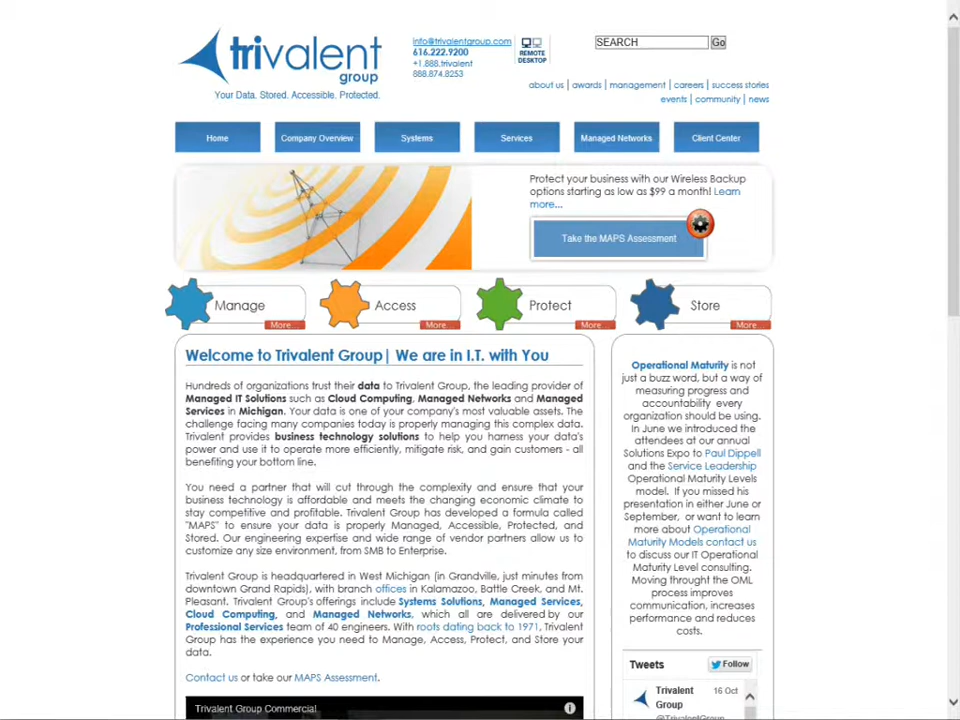 trivalent
group
Your Data. Stored. Accessible. Protected.
info@trivalentgroup.com
616.222.9200
+1.888.trivalent
888.874.8253
REMOTE
DESKTOP
SEARCH
Go
about us | awards | management | careers | success stories
events | community | news
Home
Company Overview
Systems
Services
Managed Networks
Client Center
Protect your business with our Wireless Backup
options starting as low as $99 a month! Learn
more...
Take the MAPS Assessment
Manage
More
Access
More
Protect
More
Store
More
Welcome to Trivalent Group| We are in I.T. with You
Hundreds of organizations trust their data to Trivalent Group, the leading provider of
Managed IT Solutions such as Cloud Computing, Managed Networks and Managed
Services in Michigan. Your data is one of your company's most valuable assets. The
challenge facing many companies today is properly managing this complex data.
Trivalent provides business technology solutions to help you harness your data's
power and use it to operate more efficiently, mitigate risk, and gain customers - all
benefiting your bottom line.
You need a partner that will cut through the complexity and ensure that your
business technology is affordable and meets the changing economic climate to
stay competitive and profitable. Trivalent Group has developed a formula called
"MAPS" to ensure your data is properly Managed, Accessible, Protected, and
Stored. Our engineering expertise and wide range of vendor partners allow us to
customize any size environment, from SMB to Enterprise.
Trivalent Group is headquartered in West Michigan (in Grandville, just minutes from
downtown Grand Rapids), with branch offices in Kalamazoo, Battle Creek, and Mt.
Pleasant. Trivalent Group's offerings include Systems Solutions, Managed Services,
Cloud Computing, and Managed Networks, which all are delivered by our
Professional Services team of 40 engineers. With roots dating back to 1971, Trivalent
Group has the experience you need to Manage, Access, Protect, and Store your
data.
Contact us or take our MAPS Assessment.
Trivalent Group Commercial
Operational Maturity is not
just a buzz word, but a way of
measuring progress and
accountability every
organization should be using.
In June we introduced the
attendees at our annual
Solutions Expo to Paul Dippell
and the Service Leadership
Operational Maturity Levels
model. If you missed his
presentation in either June or
September, or want to learn
more about Operational
Maturity Models contact us
to discuss our IT Operational
Maturity Level consulting.
Moving throught the OML
process improves
communication, increases
performance and reduces
costs.
Tweets
Follow
Trivalent
Group
16 Oct
@TrivalentGroup